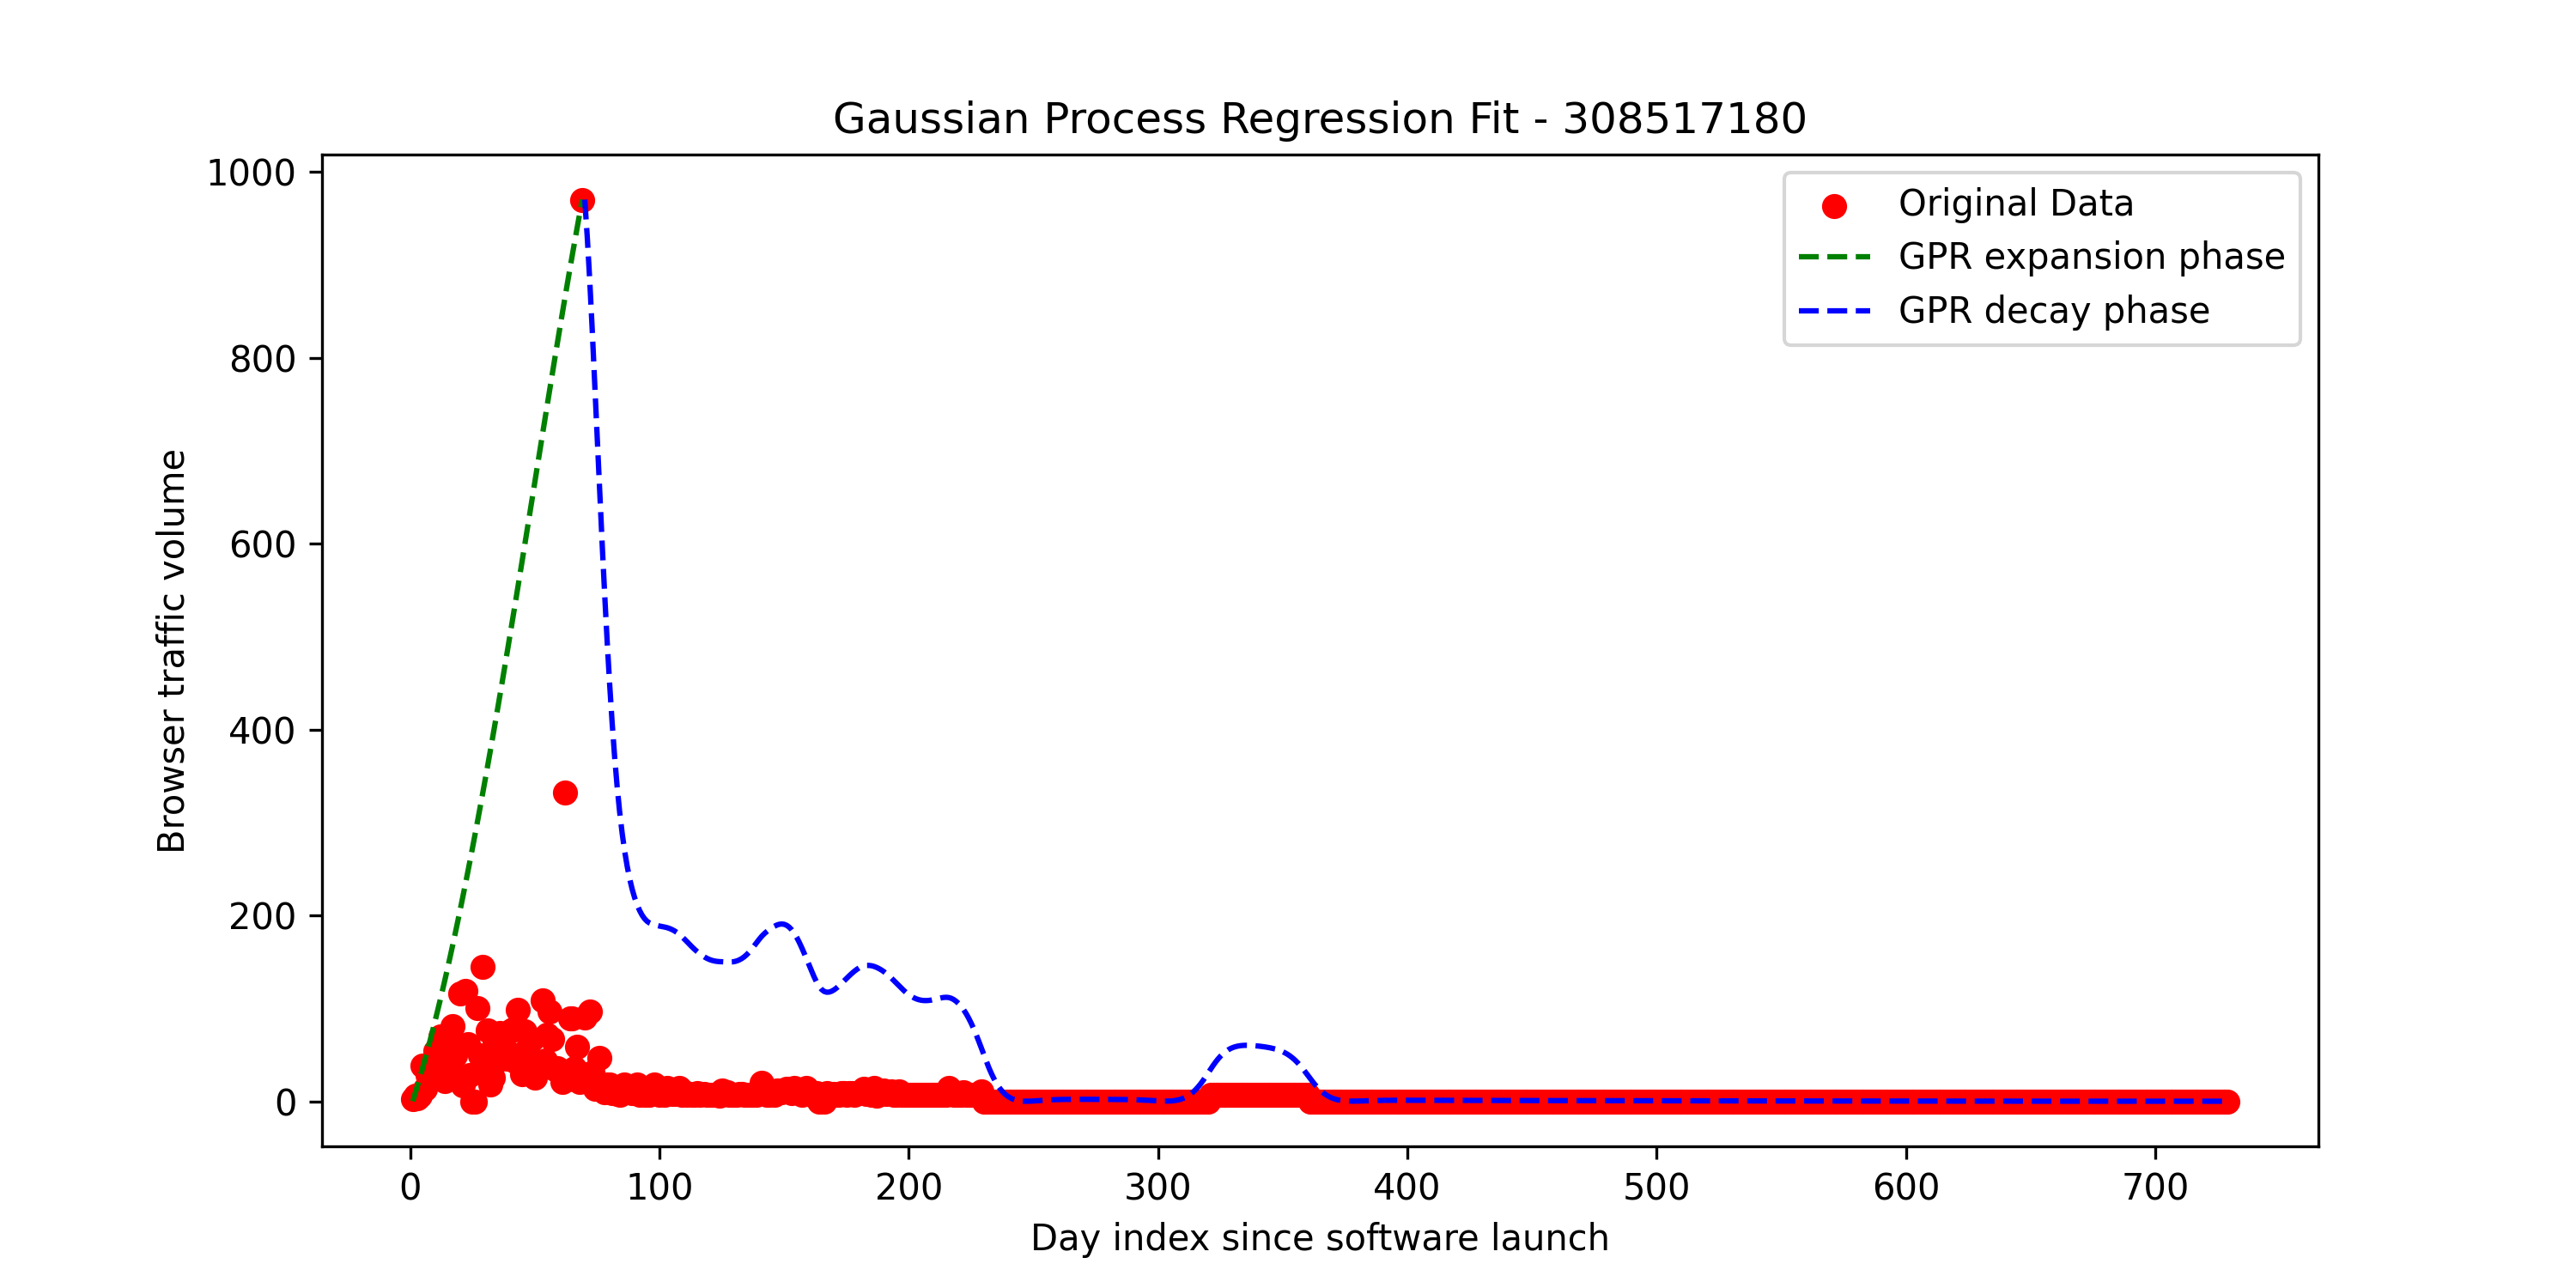 Gaussian Process Regression Fit - 308517180
1000
800
600
400
200
0
Browser traffic volume
Original Data
GPR expansion phase
GPR decay phase
0 100 200 300 400 500 600 700
Day index since software launch